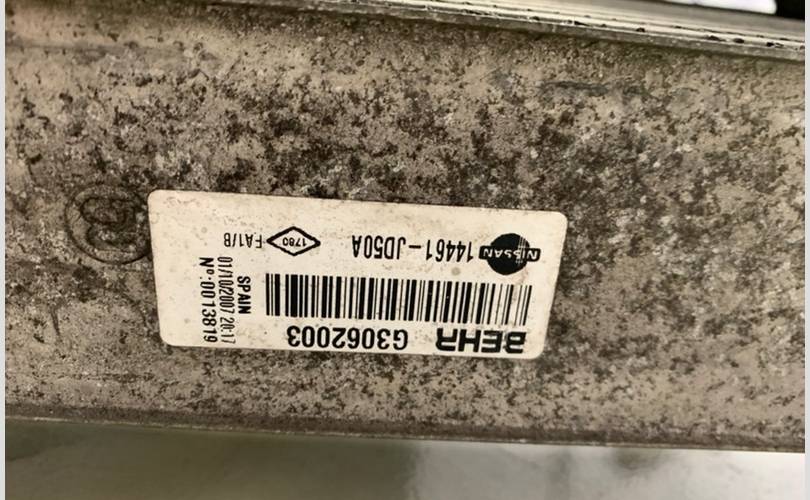 BEHR G3062003
SPAIN
01/10/2007 20:17
Nº:0013819
NISSAN 14461-JD50A 1780 FA1/B